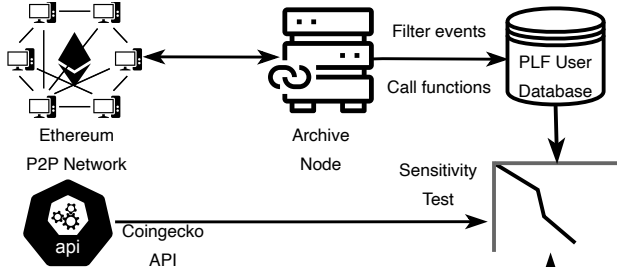 Filter events
PLF User
Database
Call functions
Ethereum
P2P Network
Archive
Node
Sensitivity
Test
api
Coingecko
API